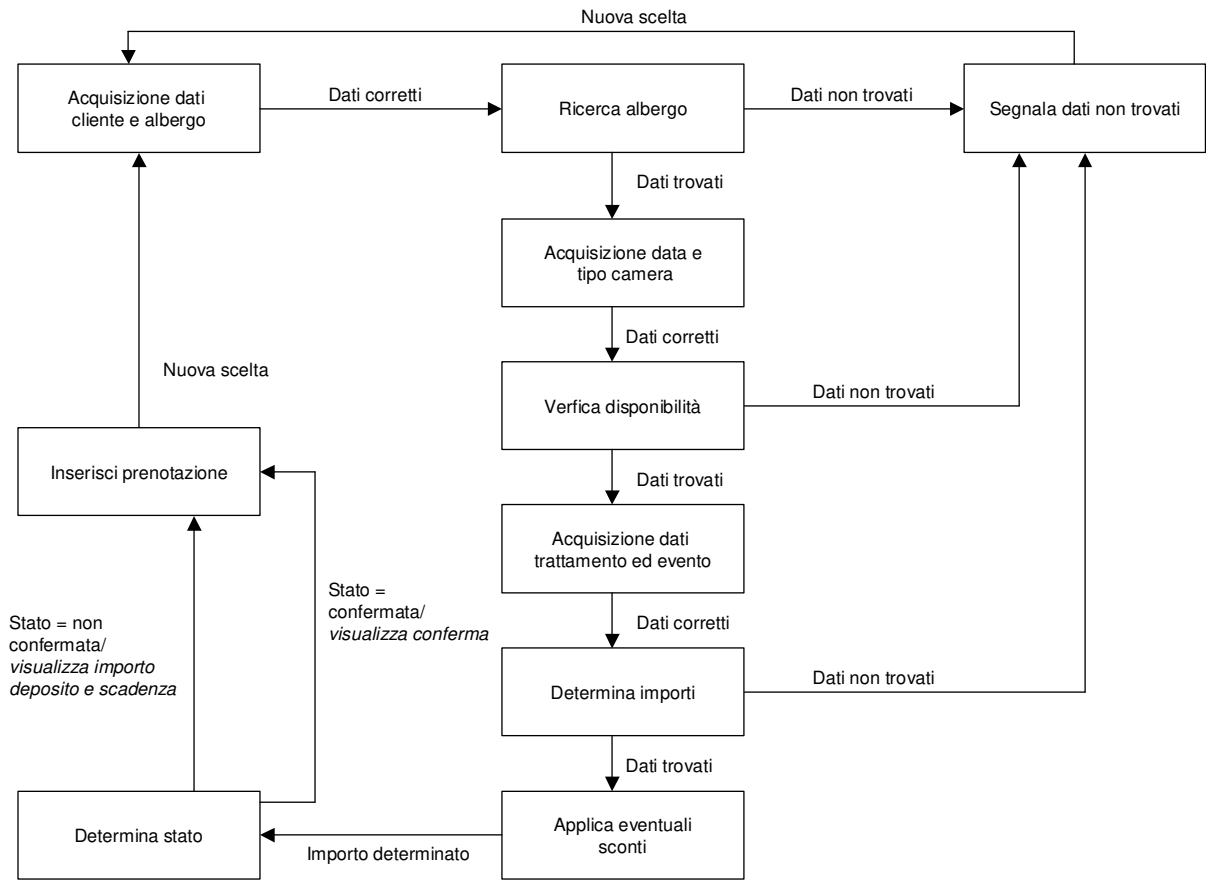 Nuova scelta
Acquisizione dati
cliente e albergo
Dati corretti
Ricerca albergo
Dati non trovati
Segnala dati non trovati
Dati trovati
Acquisizione data e
tipo camera
Dati corretti
Nuova scelta
Verfica disponibilità
Dati non trovati
Inserisci prenotazione
Dati trovati
Acquisizione dati
trattamento ed evento
Stato =
confermata/
visualizza conferma
Stato = non
confermata/
visualizza importo
deposito e scadenza
Dati corretti
Determina importi
Dati non trovati
Dati trovati
Determina stato
Importo determinato
Applica eventuali
sconti